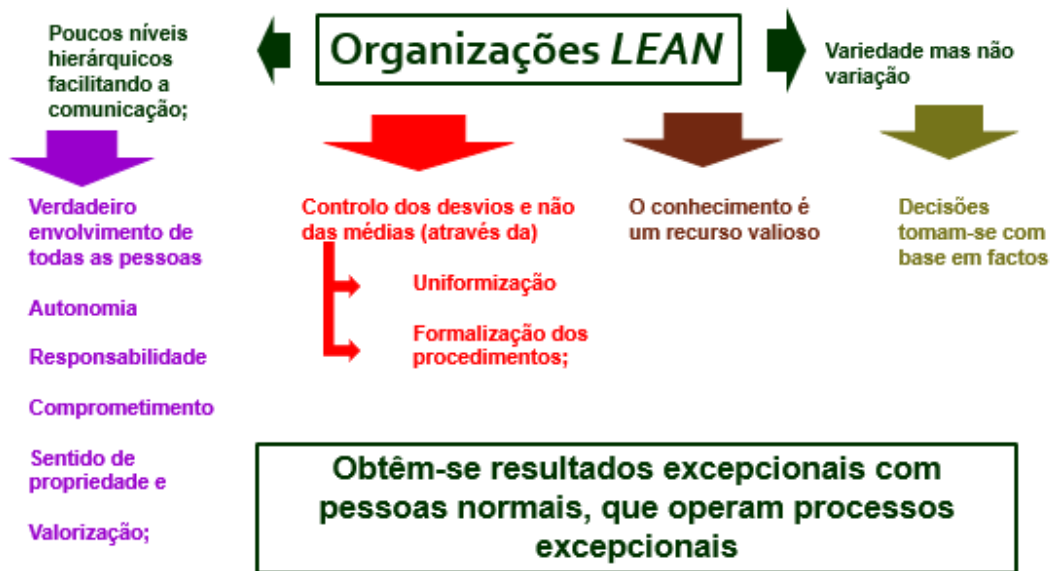 Organizações LEAN
Poucos níveis
hierárquicos
facilitando a
comunicação;
Variedade mas não
variação
Verdadeiro
envolvimento de
todas as pessoas
Autonomia
Responsabilidade
Comprometimento
Sentido de
propriedade e
Valorização;
Controlo dos desvios e não
das médias (através da)
Uniformização
Formalização dos
procedimentos;
O conhecimento é
um recurso valioso
Decisões
tomam-se com
base em factos
Obtêm-se resultados excepcionais com
pessoas normais, que operam processos
excepcionais